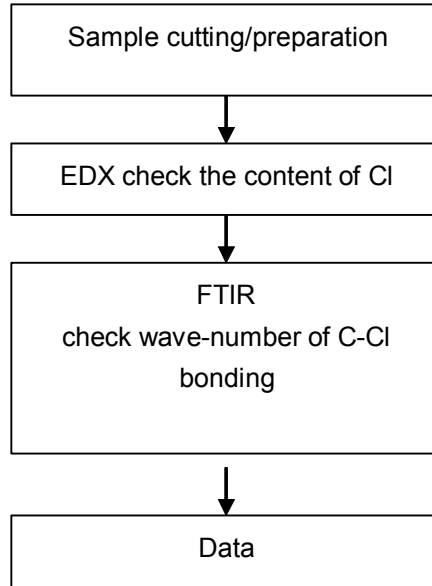 Sample cutting/preparation
EDX check the content of Cl
FTIR
check wave-number of C-Cl
bonding
Data